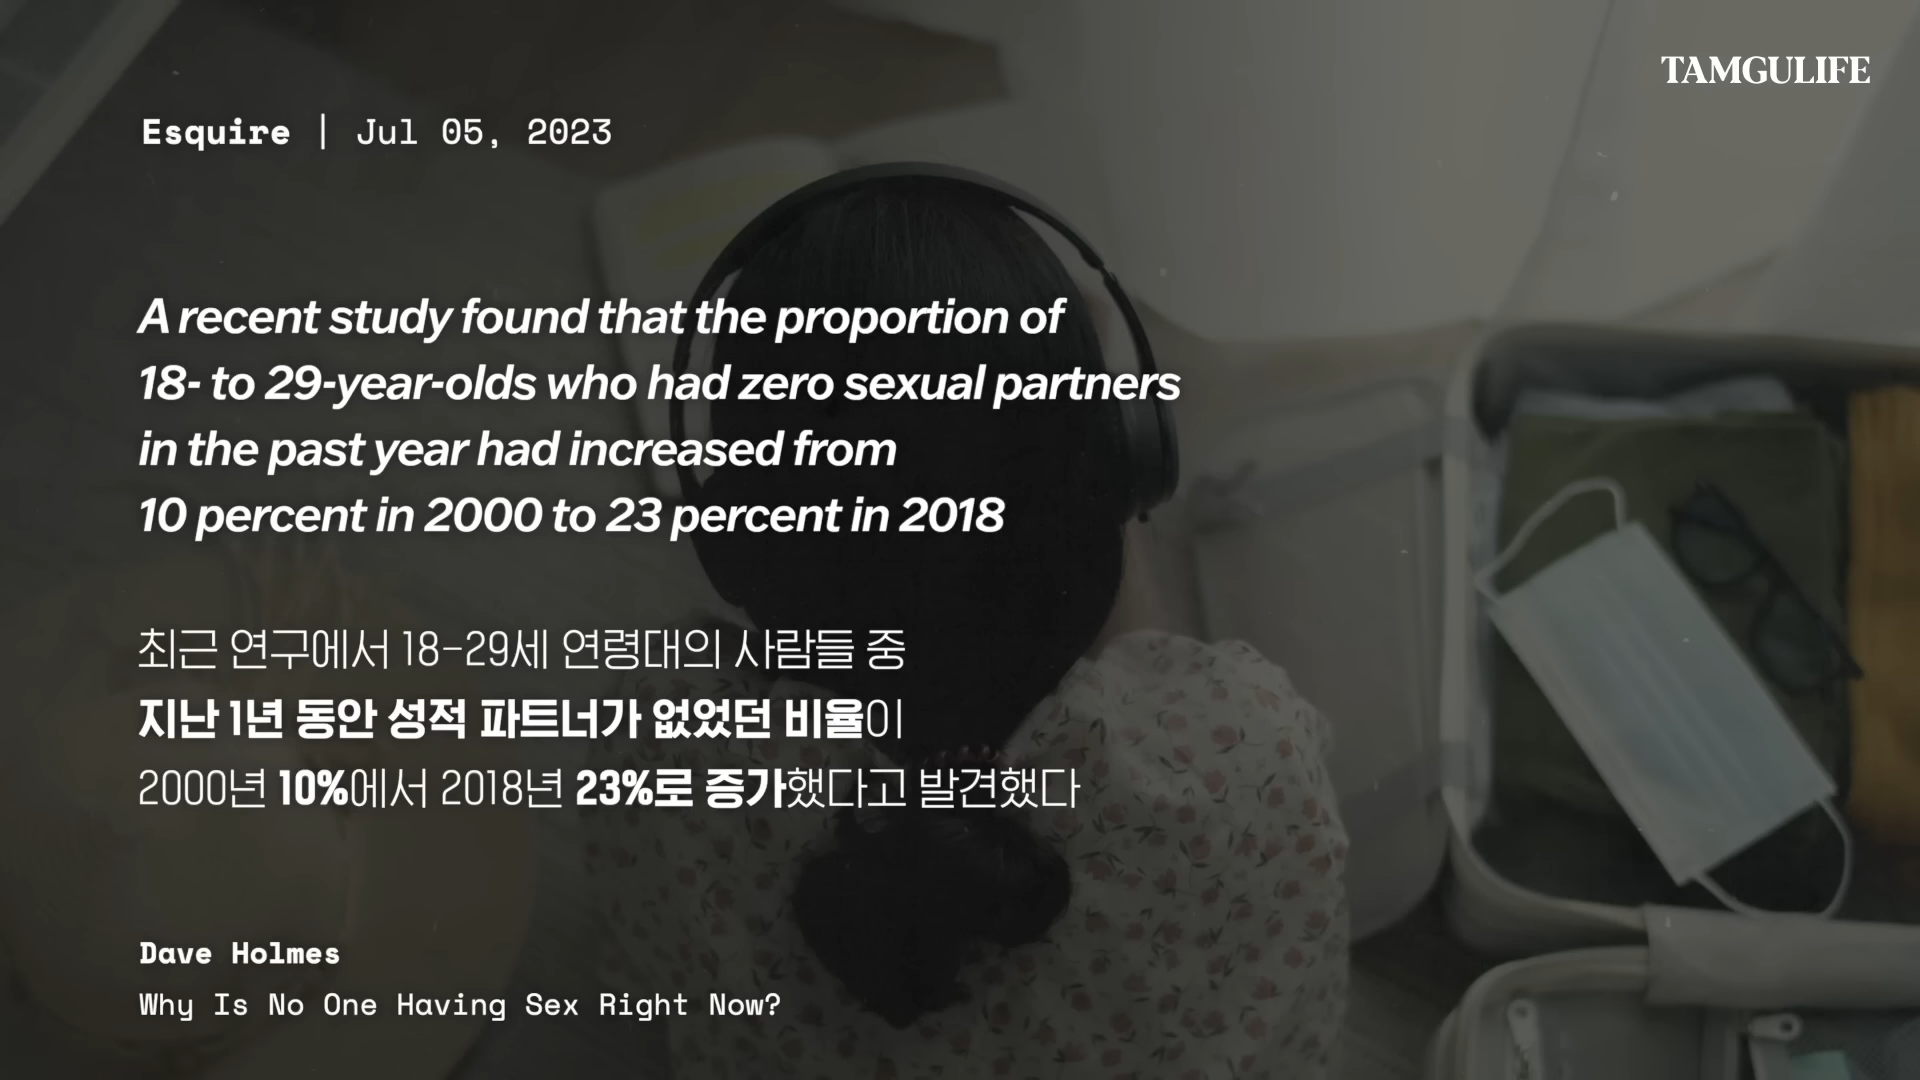 TAMGULIFE
Esquire | Jul 05, 2023
A recent study found that the proportion of
18- to 29-year-olds who had zero sexual partners
in the past year had increased from
10 percent in 2000 to 23 percent in 2018
최근 연구에서 18-29세 연령대의 사람들 중
지난 1년 동안 성적 파트너가 없었던 비율이
2000년 10%에서 2018년 23%로 증가했다고 발견했다
Dave Holmes
Why Is No One Having Sex Right Now?